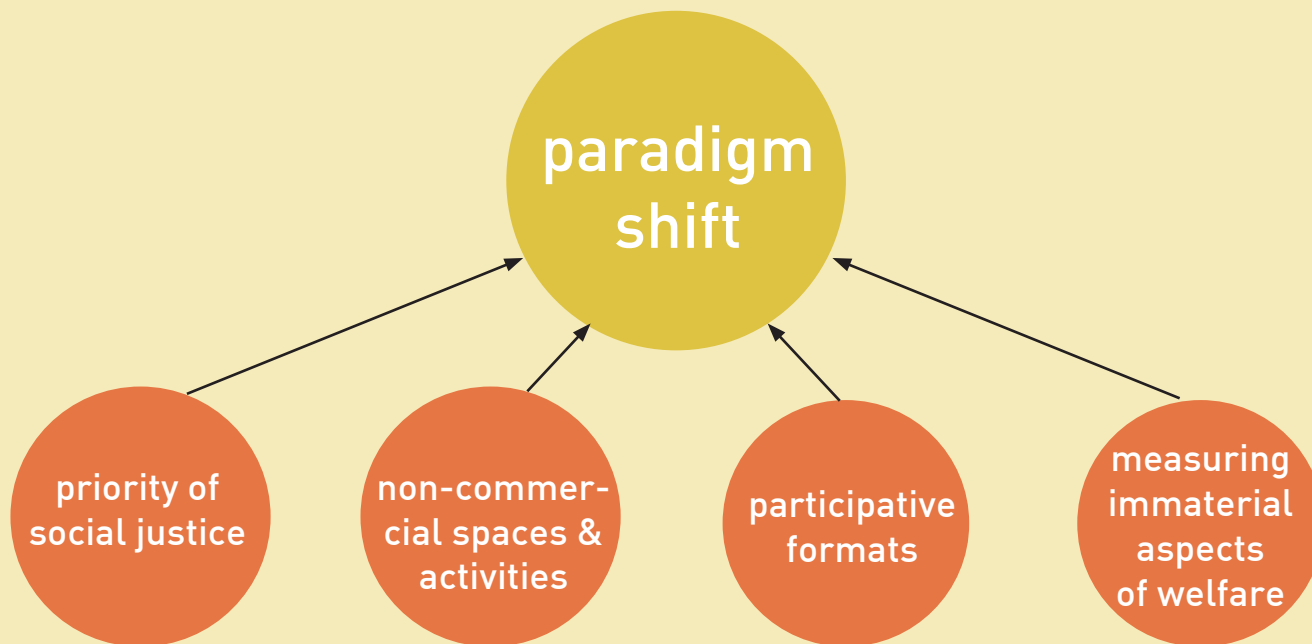 paradigm
shift
priority of
social justice
non-commer-
cial spaces &
activities
participative
formats
measuring
immaterial
aspects
of welfare